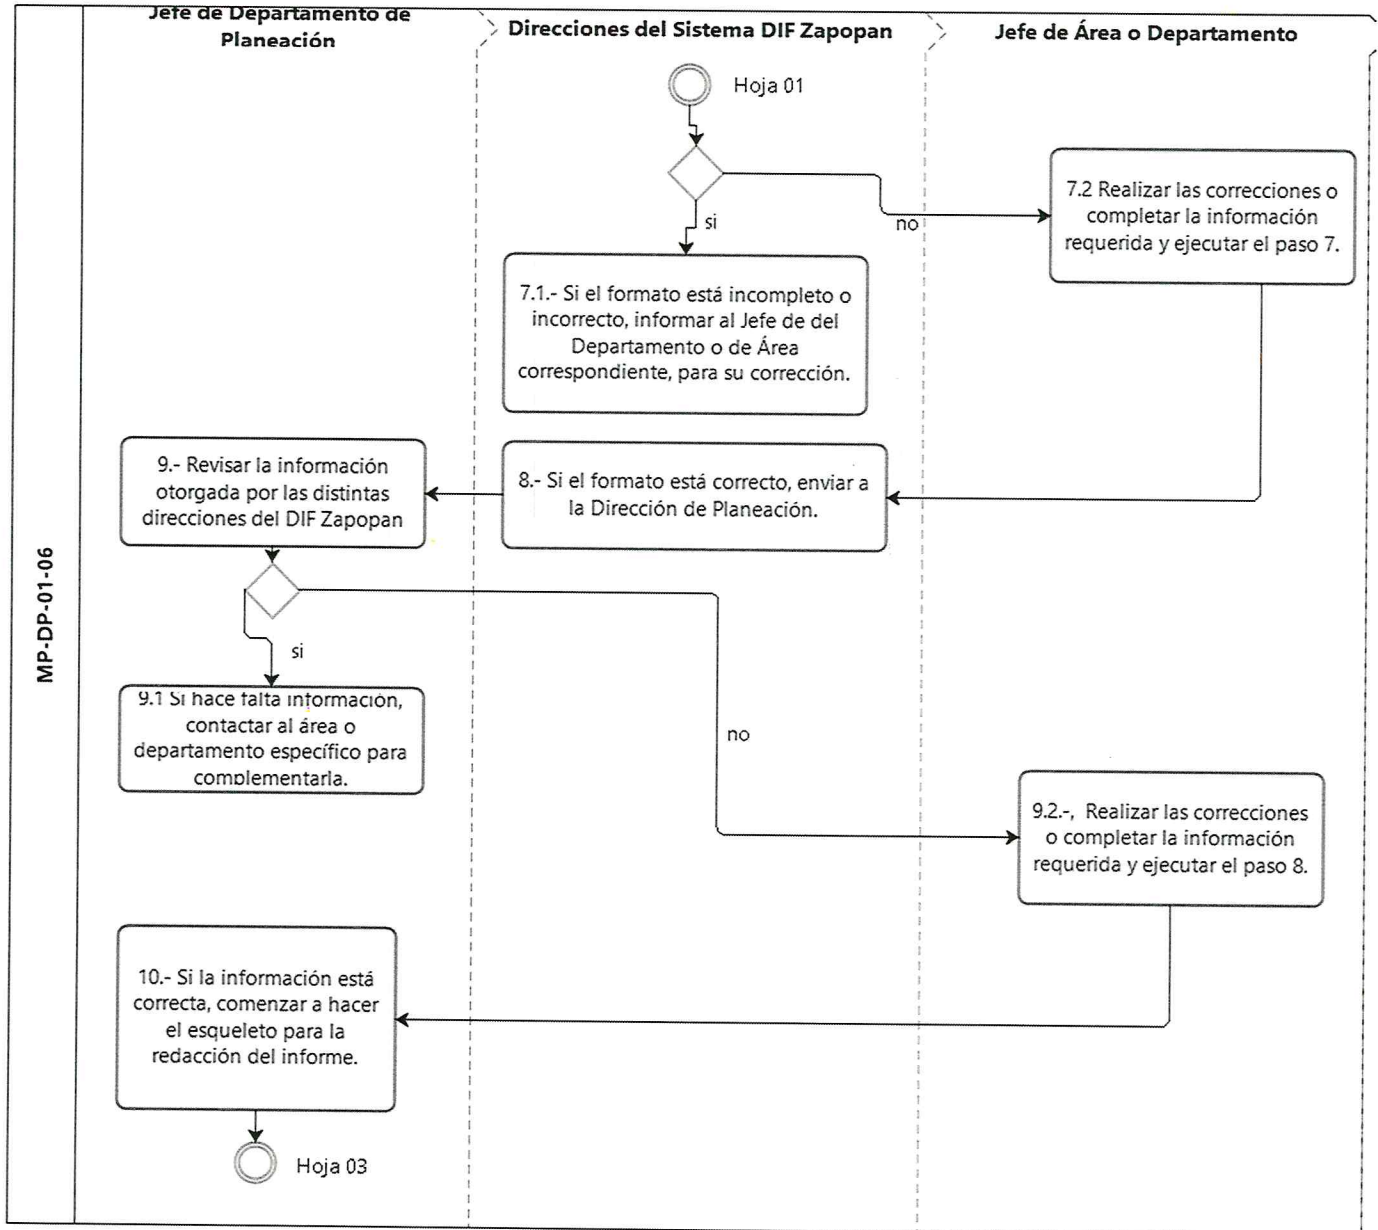 Jefe de Departamento de
Planeación
Direcciones del Sistema DIF Zapopan
Jefe de Área o Departamento
MP-DP-01-06
Hoja 01
si
no
7.2 Realizar las correcciones o
completar la información
requerida y ejecutar el paso 7.
7.1.- Si el formato está incompleto o
incorrecto, informar al Jefe de del
Departamento o de Área
correspondiente, para su corrección.
9.- Revisar la información
otorgada por las distintas
direcciones del DIF Zapopan
8.- Si el formato está correcto, enviar a
la Dirección de Planeación.
si
9.1 Si hace falta información,
contactar al área o
departamento específico para
complementarla.
no
9.2.-, Realizar las correcciones
o completar la información
requerida y ejecutar el paso 8.
10.- Si la información está
correcta, comenzar a hacer
el esqueleto para la
redacción del informe.
Hoja 03